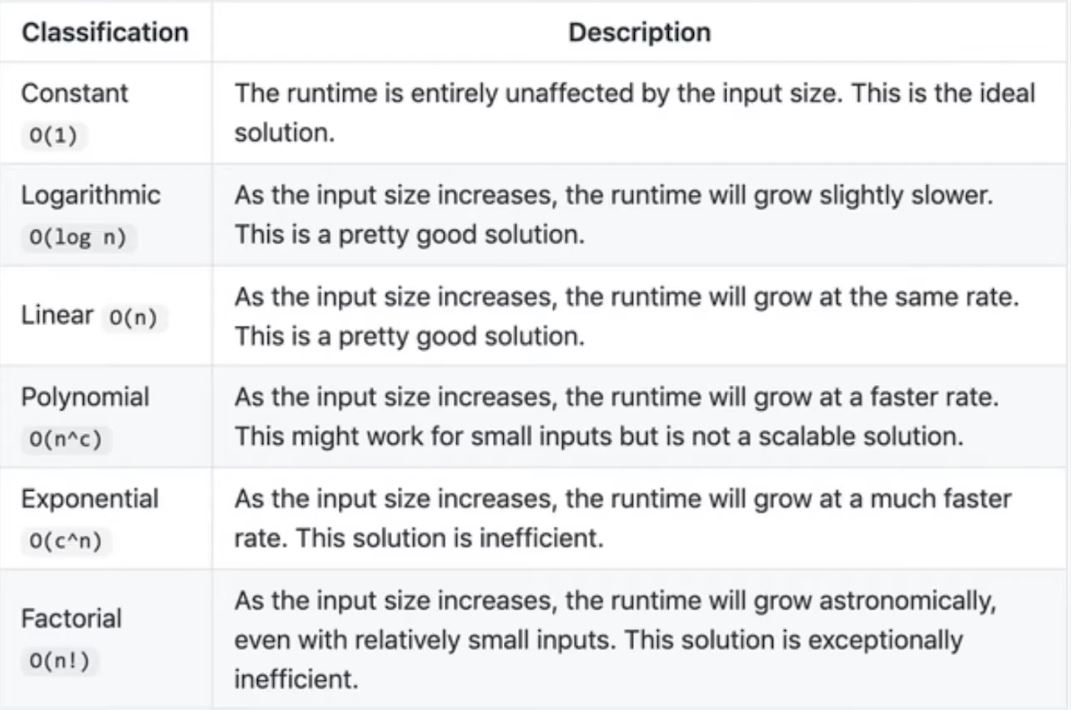 Classification Description
Constant
O(1)
The runtime is entirely unaffected by the input size. This is the ideal
solution.
Logarithmic
O(log n)
As the input size increases, the runtime will grow slightly slower.
This is a pretty good solution.
Linear O(n)
As the input size increases, the runtime will grow at the same rate.
This is a pretty good solution.
Polynomial
O(n^c)
As the input size increases, the runtime will grow at a faster rate.
This might work for small inputs but is not a scalable solution.
Exponential
O(c^n)
As the input size increases, the runtime will grow at a much faster
rate. This solution is inefficient.
Factorial
O(n!)
As the input size increases, the runtime will grow astronomically,
even with relatively small inputs. This solution is exceptionally
inefficient.